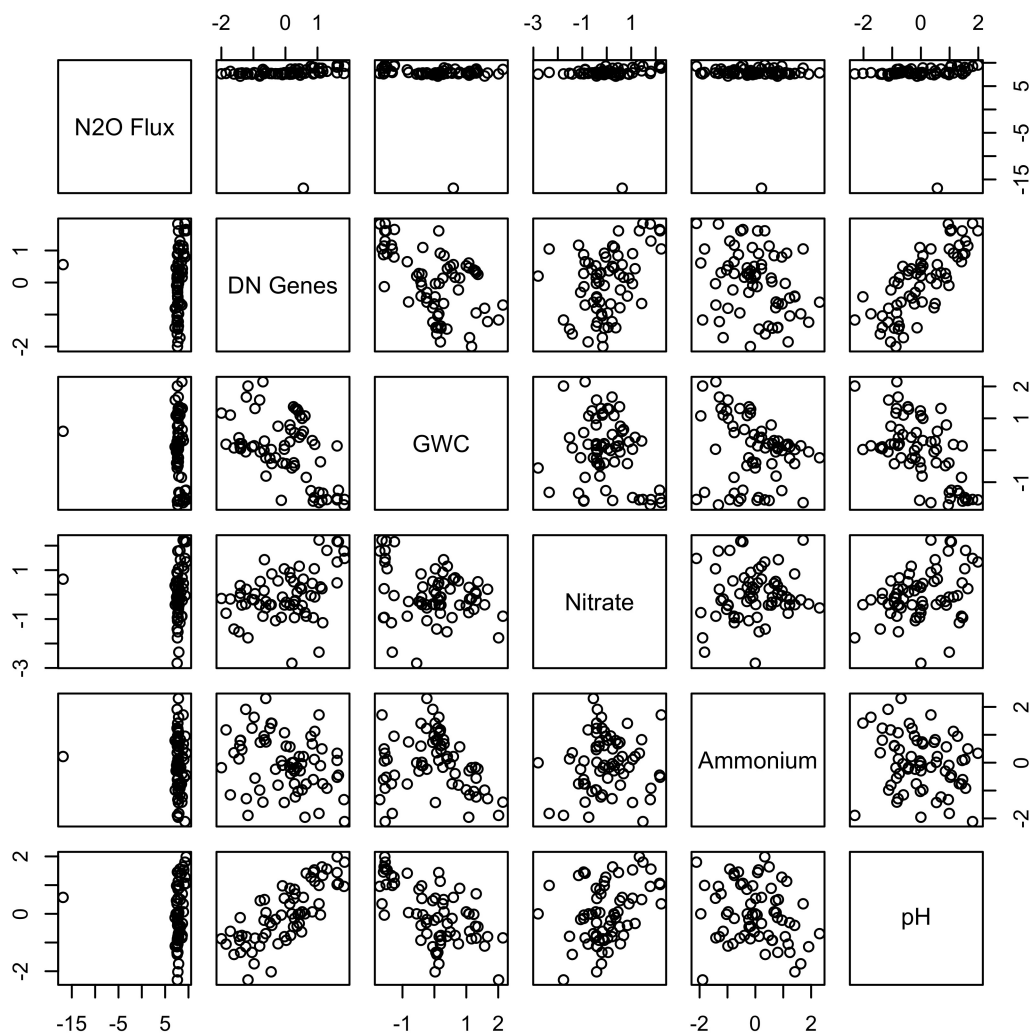 -2 0 1 -3 -1 1 -2 0 2
N2O Flux
-15 -5 5
-2 0 1
DN Genes
GWC
-1 1 2
-3 -1 1
Nitrate
Ammonium
-2 0 2
-2 0 2
pH
-15 -5 5 -1 1 2 -2 0 2